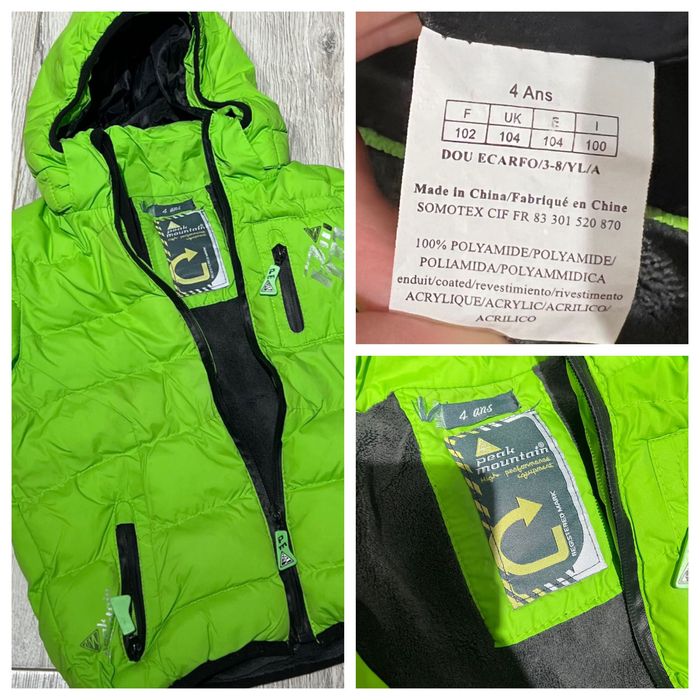 4 ans
peak
mountain
High performance
equipment
P.E.
P.E.
4 Ans
F UK E I
102 104 104 100
DOU ECARFO/3-8/YL/A
Made in China/Fabriqué en Chine
SOMOTEX CIF FR 83 301 520 870
100% POLYAMIDE/POLYAMIDE/
POLIAMIDA/POLYAMMIDICA
enduit/coated/revestimiento/rivestimento
ACRYLIQUE/ACRYLIC/ACRILICO/
ACRILICO
4 ans
peak
mountain®
High performance
equipment
REGISTERED MARK